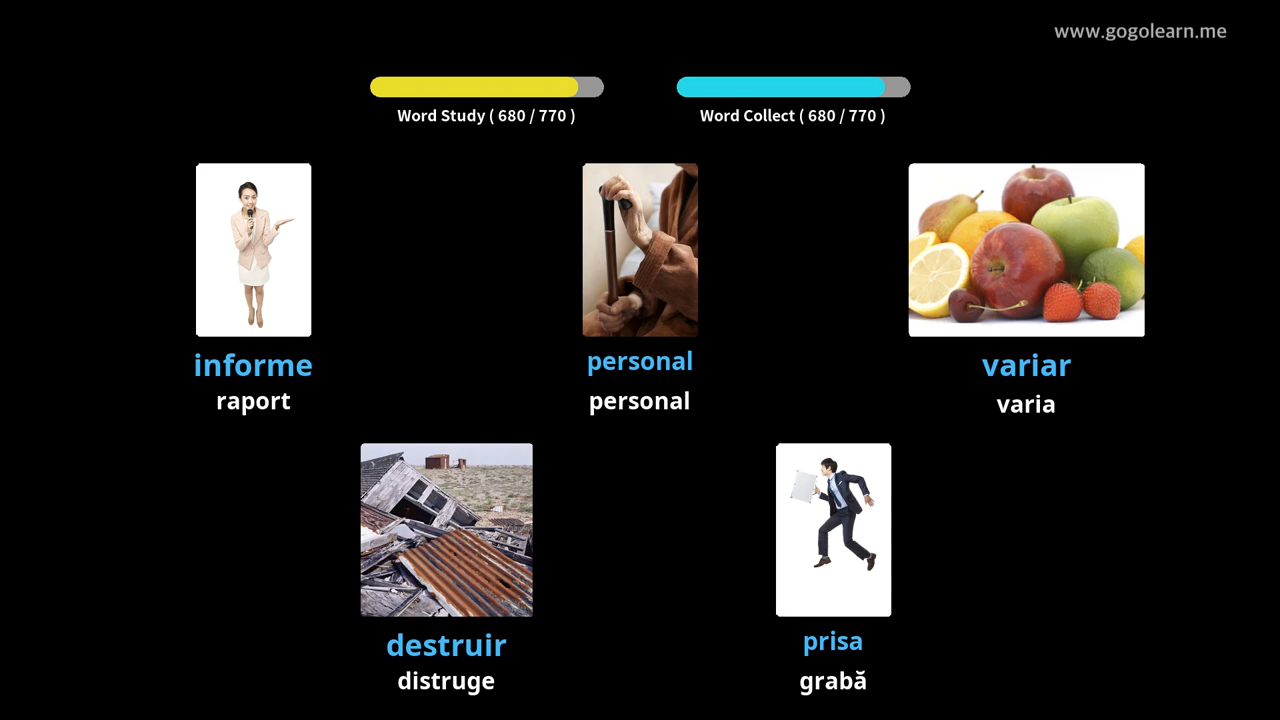 www.gogolearn.me
Word Study ( 680 / 770 )
Word Collect ( 680 / 770 )
informe
raport
personal
personal
variar
varia
destruir
distruge
prisa
grabă